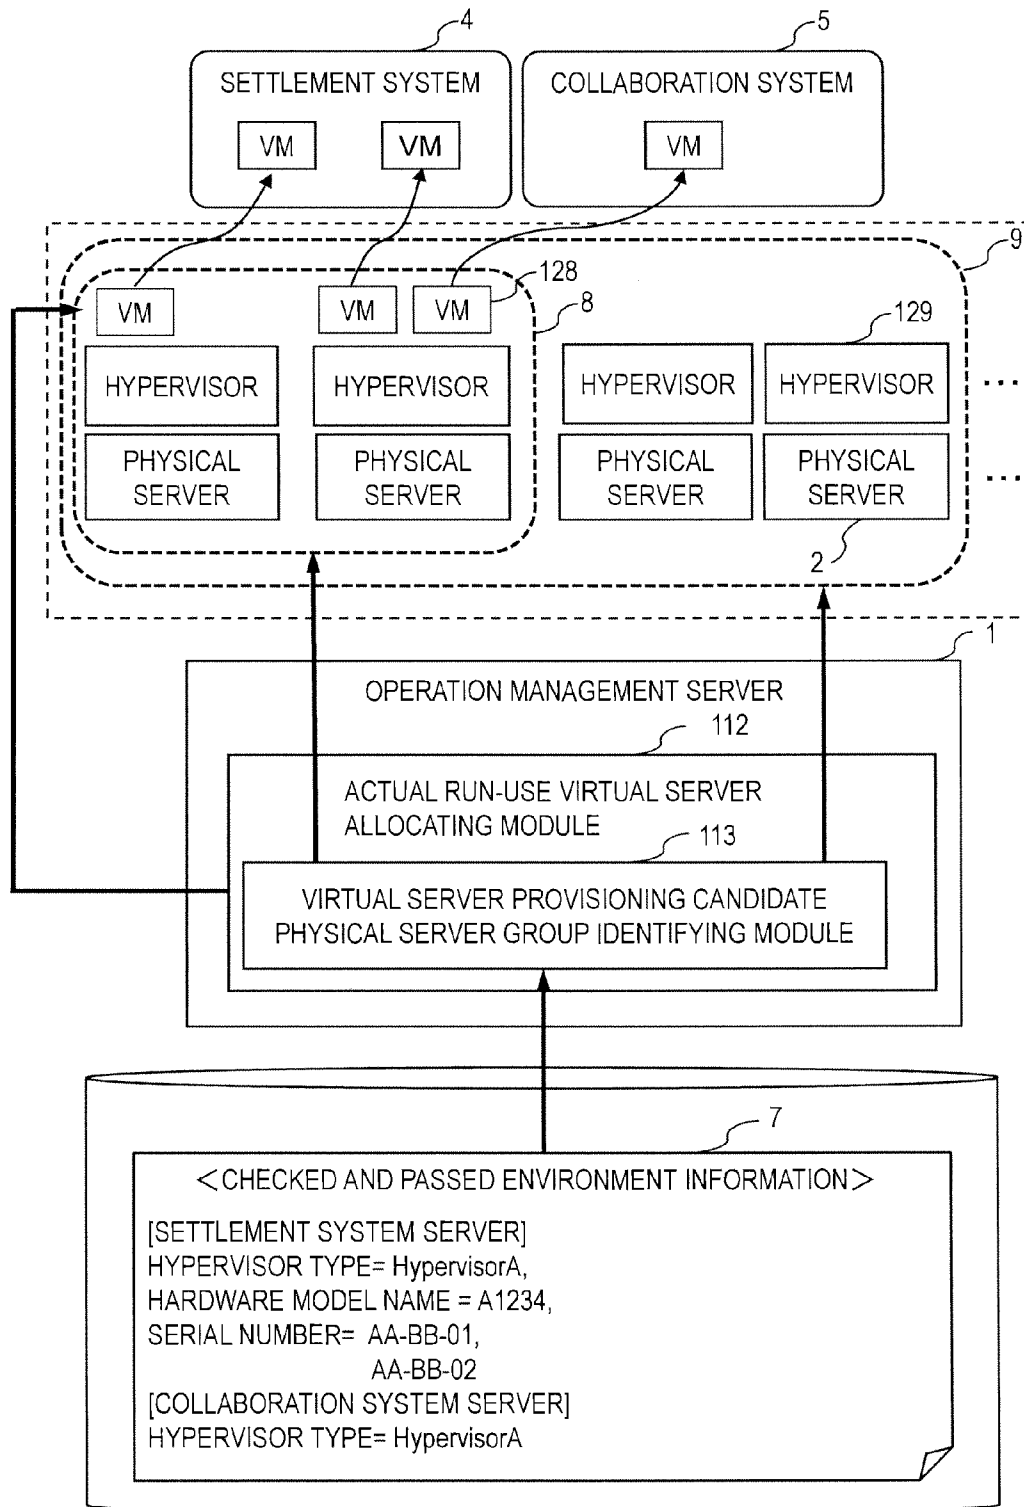 4
5
SETTLEMENT SYSTEM
COLLABORATION SYSTEM
VM
VM
VM
9
VM
VM
VM
128
8
129
HYPERVISOR
HYPERVISOR
HYPERVISOR
HYPERVISOR
...
PHYSICAL
SERVER
PHYSICAL
SERVER
PHYSICAL
SERVER
PHYSICAL
SERVER
...
2
1
OPERATION MANAGEMENT SERVER
112
ACTUAL RUN-USE VIRTUAL SERVER
ALLOCATING MODULE
113
VIRTUAL SERVER PROVISIONING CANDIDATE
PHYSICAL SERVER GROUP IDENTIFYING MODULE
7
<CHECKED AND PASSED ENVIRONMENT INFORMATION>
[SETTLEMENT SYSTEM SERVER]
HYPERVISOR TYPE= HypervisorA,
HARDWARE MODEL NAME = A1234,
SERIAL NUMBER= AA-BB-01,
AA-BB-02
[COLLABORATION SYSTEM SERVER]
HYPERVISOR TYPE= HypervisorA